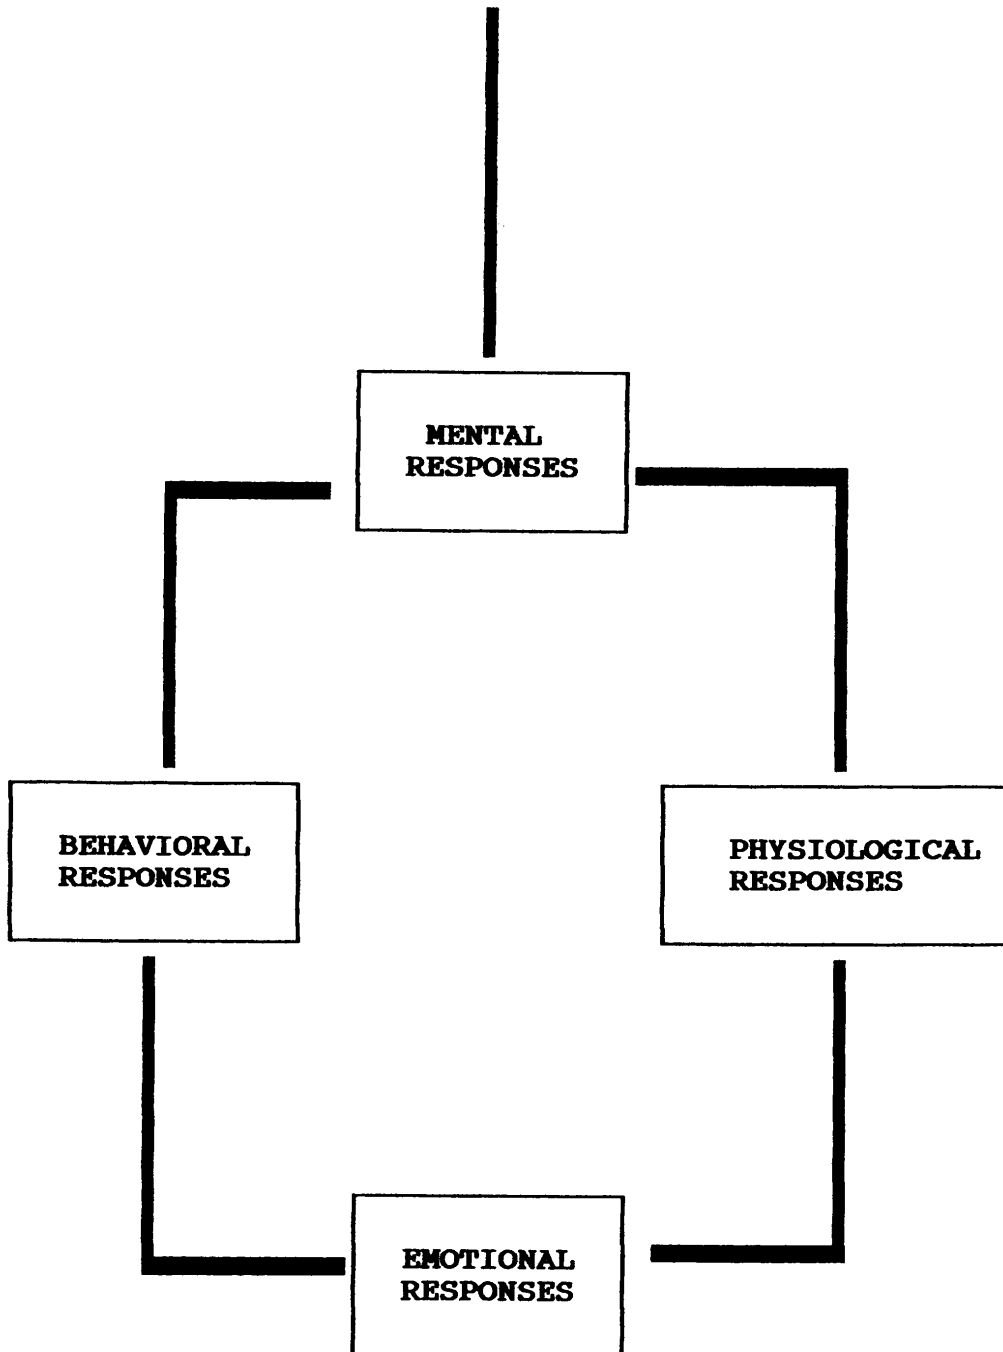 MENTAL
RESPONSES
BEHAVIORAL
RESPONSES
PHYSIOLOGICAL
RESPONSES
EMOTIONAL
RESPONSES